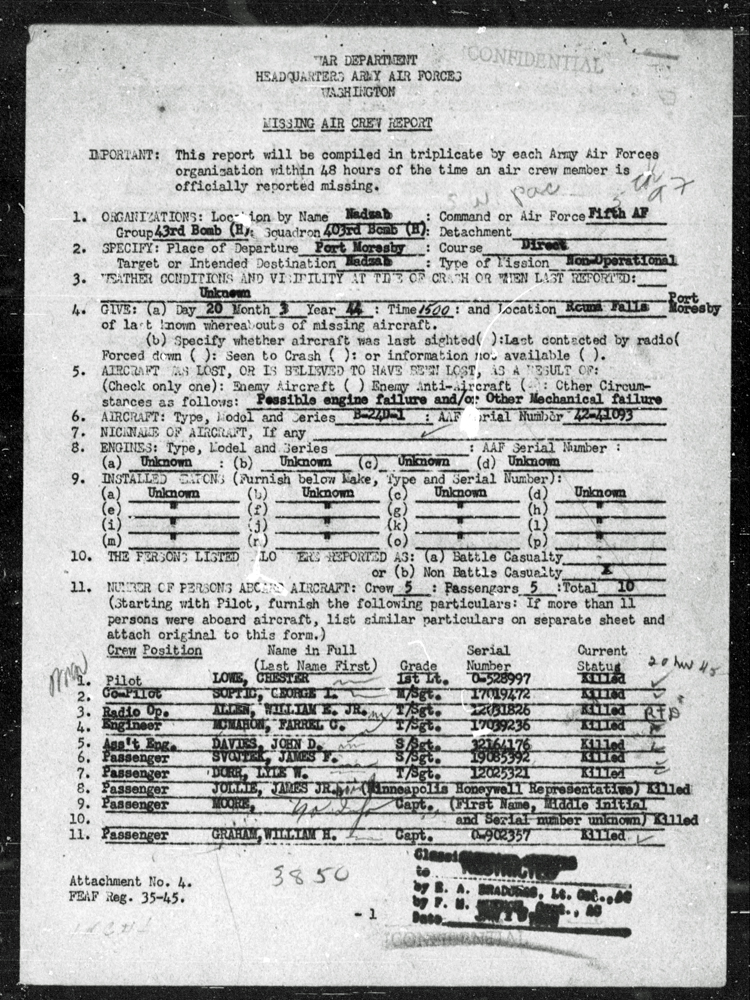 CONFIDENTIAL
WAR DEPARTMENT
HEADQUARTERS ARMY AIR FORCES
WASHINGTON
MISSING AIR CREW REPORT
IMPORTANT: This report will be compiled in triplicate by each Army Air Forces
organization within 48 hours of the time an air crew member is
officially reported missing.
S W pac
1. ORGANIZATIONS: Location by Name Nadzab : Command or Air Force Fifth AF
Group 43rd Bomb (H); Squadron 403rd Bomb (H): Detachment
2. SPECIFY: Place of Departure Port Moresby : Course Direct
Target or Intended Destination Nadzab : Type of Mission Non-Operational
3. WEATHER CONDITIONS AND VISIBILITY AT TIME OF CRASH OR WHEN LAST REPORTED:
Unknown
4. GIVE: (a) Day 20 Month 3 Year 44 : Time 1500 : and Location Rouna Falls Port Moresby
of last known whereabouts of missing aircraft.
(b) Specify whether aircraft was last sighted( ):Last contacted by radio(
Forced down ( ): Seen to Crash ( ): or information not available ( ).
5. AIRCRAFT WAS LOST, OR IS BELIEVED TO HAVE BEEN LOST, AS A RESULT OF:
(Check only one): Enemy Aircraft ( ) Enemy Anti-Aircraft ( ): Other Circum-
stances as follows: Possible engine failure and/or Other Mechanical failure
6. AIRCRAFT: Type, Model and Series B-24D-1 : AAF Serial Number 42-41093
7. NICKNAME OF AIRCRAFT, If any
8. ENGINES: Type, Model and Series : AAF Serial Number :
(a) Unknown : (b) Unknown (c) Unknown (d) Unknown
9. INSTALLED WEAPONS (Furnish below Make, Type and Serial Number):
(a) Unknown (b) Unknown (c) Unknown (d) Unknown
(e) " (f) " (g) " (h) "
(i) " (j) " (k) " (l) "
(m) " (n) " (o) " (p) "
10. THE PERSONS LISTED BELOW WERE REPORTED AS: (a) Battle Casualty
or (b) Non Battle Casualty X
11. NUMBER OF PERSONS ABOARD AIRCRAFT: Crew 5 : Passengers 5 :Total 10
(Starting with Pilot, furnish the following particulars: If more than 11
persons were aboard aircraft, list similar particulars on separate sheet and
attach original to this form.)
Crew Position Name in Full Serial Current
(Last Name First) Grade Number Status
1. Pilot LOWE, CHESTER 1st Lt. O-528997 Killed
2. Co-Pilot SOPTIC, GEORGE I. M/Sgt. 17019472 Killed
3. Radio Op. ALLEN, WILLIAM E. JR. T/Sgt. 12031826 Killed
4. Engineer MCMAHON, FARREL C. T/Sgt. 17039236 Killed
5. Ass't Eng. DAVIES, JOHN D. S/Sgt. 32164176 Killed
6. Passenger SVOJTEK, JAMES F. S/Sgt. 19085392 Killed
7. Passenger DORR, LYLE W. T/Sgt. 12025321 Killed
8. Passenger JOLLIE, JAMES JR. (Minneapolis Honeywell Representative) Killed
9. Passenger MOORE, Capt. (First Name, Middle initial
10. and Serial number unknown) Killed
11. Passenger GRAHAM, WILLIAM H. Capt. O-902357 Killed
3850
Attachment No. 4.
FEAF Reg. 35-45.
to RESTRICTED
by E. A. BRADUNAS, Lt. Col., AC
- 1
CONFIDENTIAL